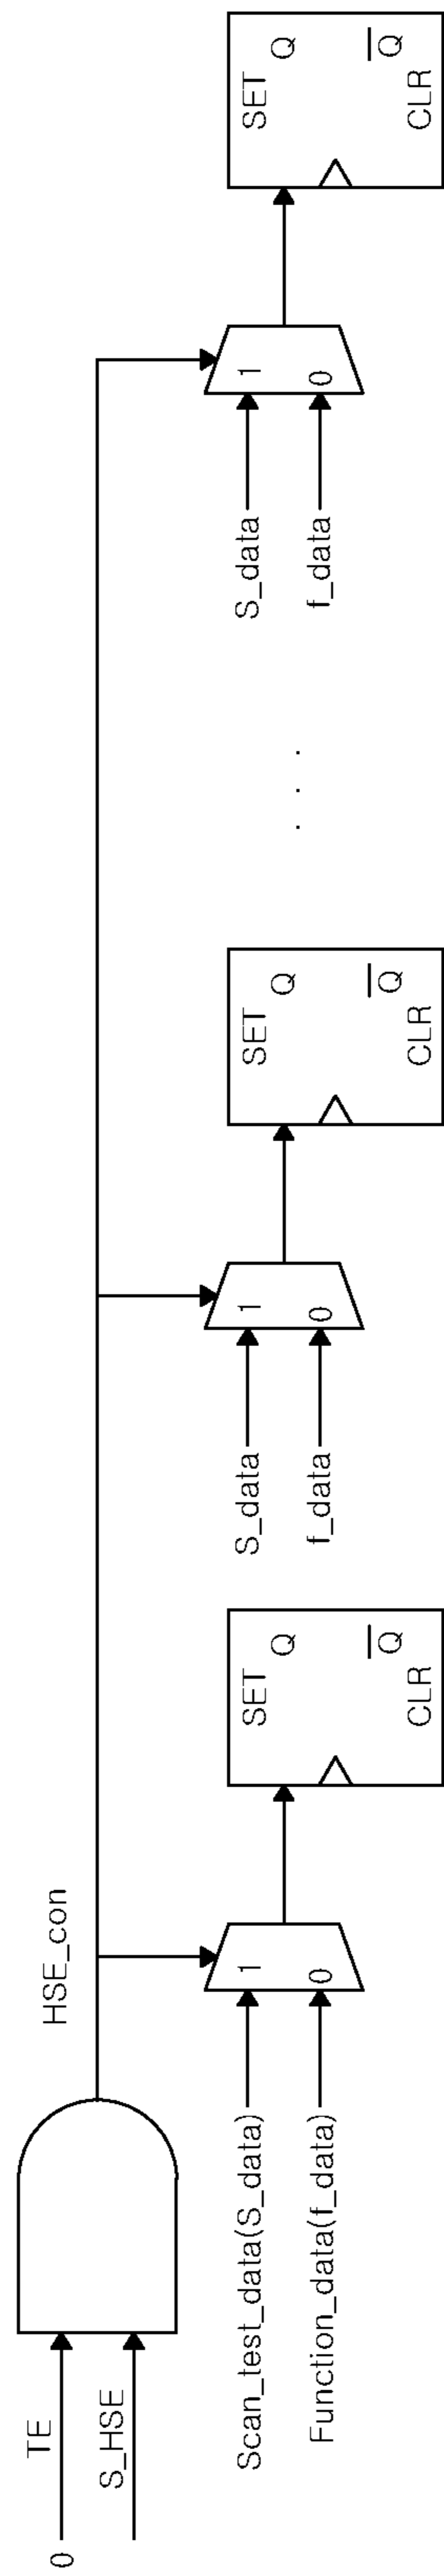 0
TE
S_HSE
HSE_con
Scan_test_data(S_data)
Function_data(f_data)
1
0
SET
Q
Q
CLR
S_data
f_data
1
0
SET
Q
Q
CLR
. . .
S_data
f_data
1
0
SET
Q
Q
CLR